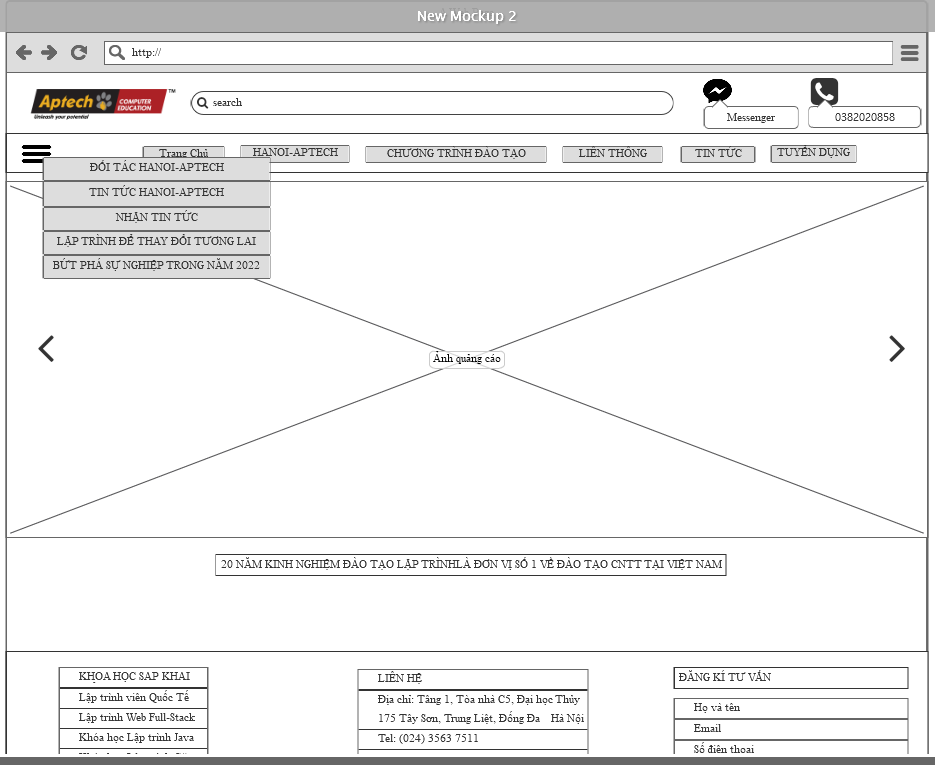 New Mockup 2
http://
Aptech COMPUTER EDUCATION TM
Unleash your potential
search
Messenger
0382020858
Trang Chủ
HANOI-APTECH
CHƯƠNG TRÌNH ĐÀO TẠO
LIÊN THÔNG
TIN TỨC
TUYỂN DỤNG
ĐỐI TÁC HANOI-APTECH
TIN TỨC HANOI-APTECH
NHẬN TIN TỨC
LẬP TRÌNH ĐỂ THAY ĐỔI TƯƠNG LAI
BỨT PHÁ SỰ NGHIỆP TRONG NĂM 2022
Ảnh quảng cáo
20 NĂM KINH NGHIỆM ĐÀO TẠO LẬP TRÌNHLÀ ĐƠN VỊ SỐ 1 VỀ ĐÀO TẠO CNTT TẠI VIỆT NAM
KHỌA HỌC SAP KHAI
Lập trình viên Quốc Tế
Lập trình Web Full-Stack
Khóa học Lập trình Java
LIÊN HỆ
Địa chỉ: Tầng 1, Tòa nhà C5, Đại học Thủy
175 Tây Sơn, Trung Liệt, Đống Đa Hà Nội
Tel: (024) 3563 7511
ĐĂNG KÍ TƯ VẤN
Họ và tên
Email
Số điện thoại